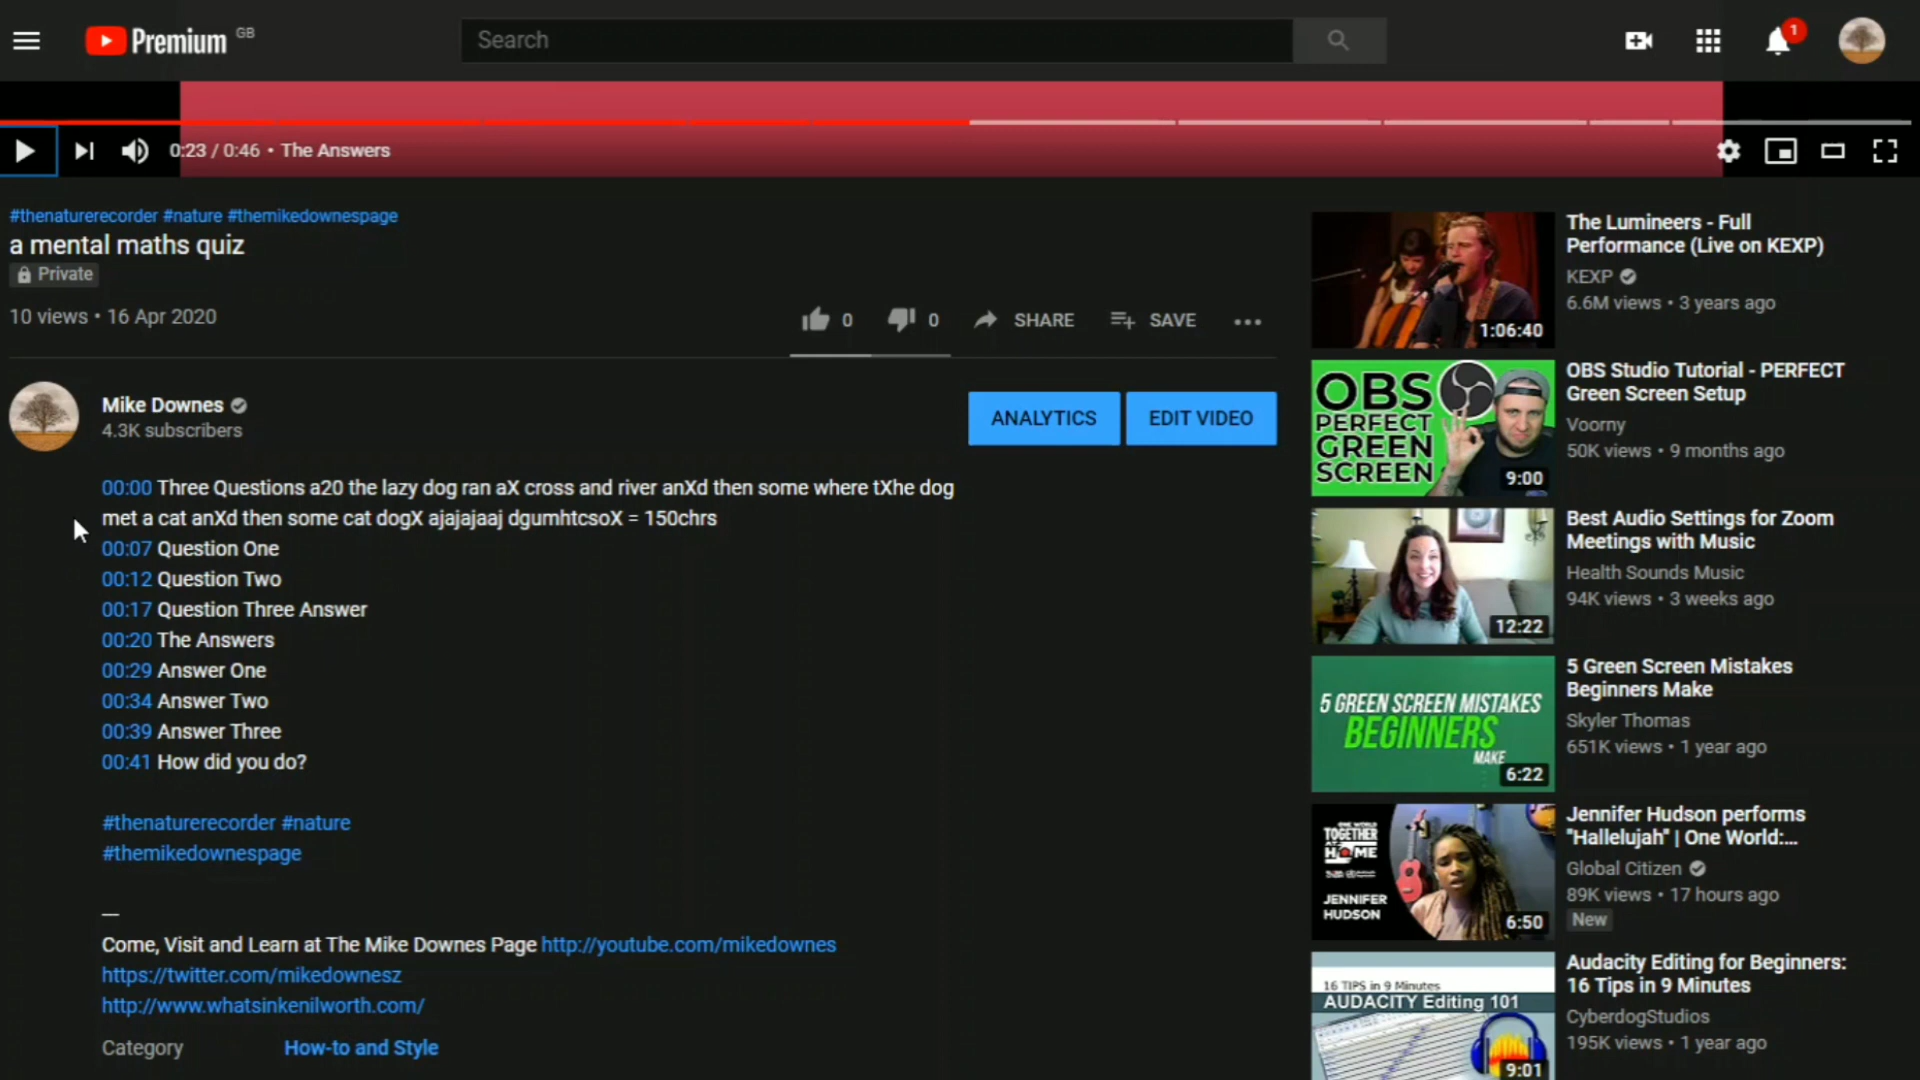 Premium GB
Search
1
0:23 / 0:46 • The Answers
#thenaturerecorder #nature #themikedownespage
a mental maths quiz
Private
10 views • 16 Apr 2020
0
0
SHARE
SAVE
Mike Downes
4.3K subscribers
ANALYTICS
EDIT VIDEO
00:00 Three Questions a20 the lazy dog ran aX cross and river anXd then some where tXhe dog
met a cat anXd then some cat dogX ajajajaaj dgumhtcsoX = 150chrs
00:07 Question One
00:12 Question Two
00:17 Question Three Answer
00:20 The Answers
00:29 Answer One
00:34 Answer Two
00:39 Answer Three
00:41 How did you do?
#thenaturerecorder #nature
#themikedownespage
—
Come, Visit and Learn at The Mike Downes Page http://youtube.com/mikedownes
https://twitter.com/mikedownesz
http://www.whatsinkenilworth.com/
Category
How-to and Style
1:06:40
The Lumineers - Full
Performance (Live on KEXP)
KEXP
6.6M views • 3 years ago
OBS
PERFECT
GREEN
SCREEN
9:00
OBS Studio Tutorial - PERFECT
Green Screen Setup
Voorny
50K views • 9 months ago
12:22
Best Audio Settings for Zoom
Meetings with Music
Health Sounds Music
94K views • 3 weeks ago
5 GREEN SCREEN MISTAKES
BEGINNERS
MAKE
6:22
5 Green Screen Mistakes
Beginners Make
Skyler Thomas
651K views • 1 year ago
ONE WORLD
TOGETHER
AT
HOME
JENNIFER
HUDSON
6:50
Jennifer Hudson performs
"Hallelujah" | One World:...
Global Citizen
89K views • 17 hours ago
New
16 TIPS in 9 Minutes
AUDACITY Editing 101
9:01
Audacity Editing for Beginners:
16 Tips in 9 Minutes
CyberdogStudios
195K views • 1 year ago